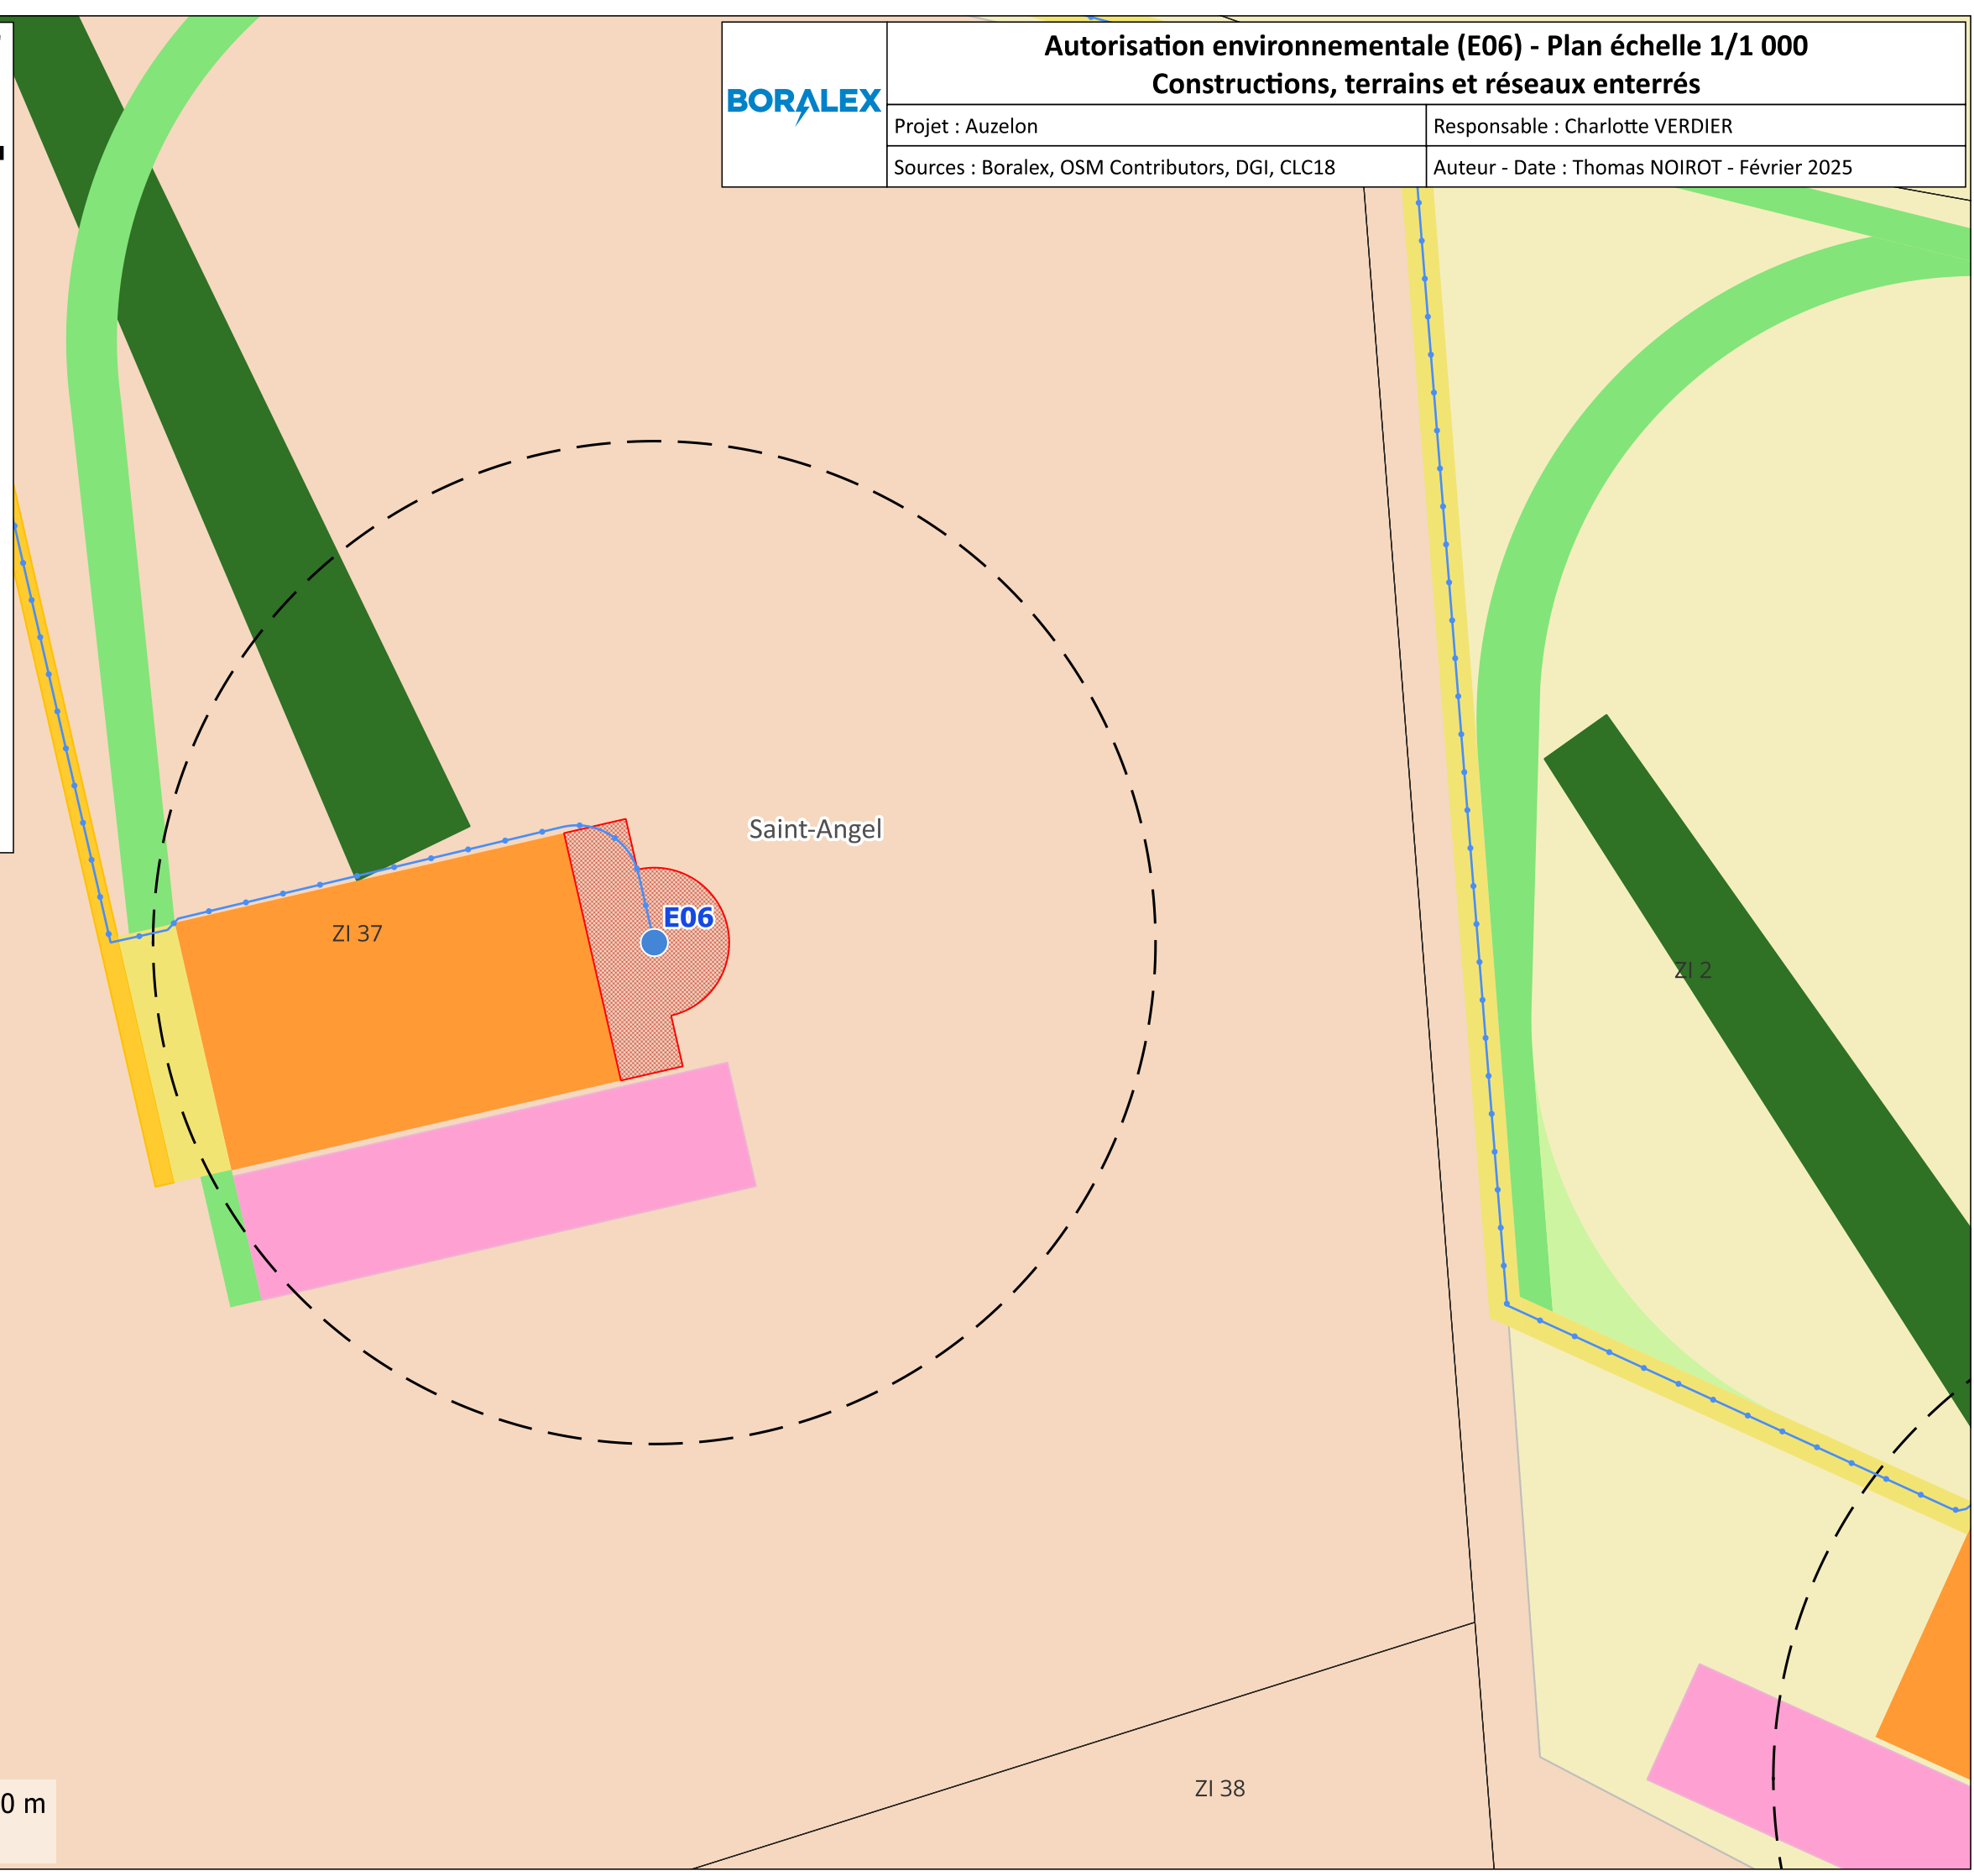 Autorisation environnementale (E06) - Plan échelle 1/1 000
Constructions, terrains et réseaux enterrés
BORALEX
Projet : Auzelon
Responsable : Charlotte VERDIER
Sources : Boralex, OSM Contributors, DGI, CLC18
Auteur - Date : Thomas NOIROT - Février 2025
Saint-Angel
E06
ZI 37
ZI 2
ZI 38
0 m